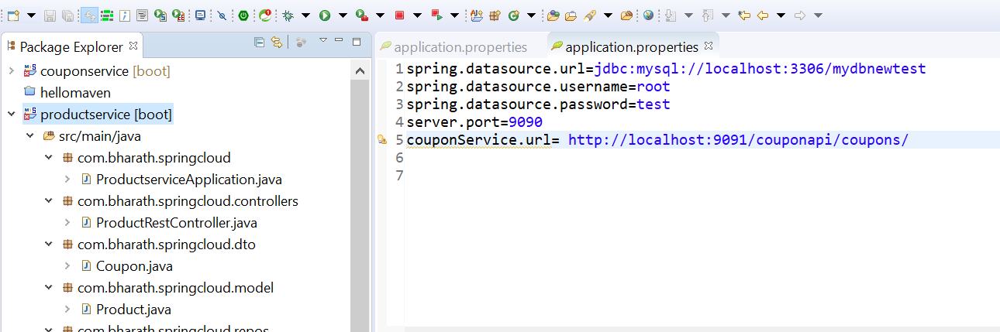 Package Explorer
couponservice [boot]
hellomaven
productservice [boot]
src/main/java
com.bharath.springcloud
ProductserviceApplication.java
com.bharath.springcloud.controllers
ProductRestController.java
com.bharath.springcloud.dto
Coupon.java
com.bharath.springcloud.model
Product.java
com.bharath.springcloud.repos
application.properties
application.properties
1 spring.datasource.url=jdbc:mysql://localhost:3306/mydbnewtest
2 spring.datasource.username=root
3 spring.datasource.password=test
4 server.port=9090
5 couponService.url= http://localhost:9091/couponapi/coupons/
6
7